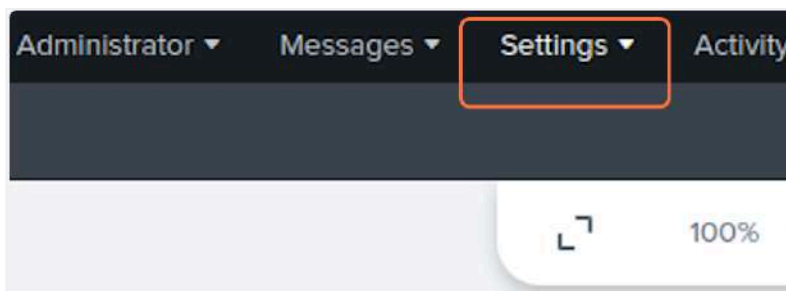 Administrator ▾ Messages ▾ Settings ▾ Activity
100%